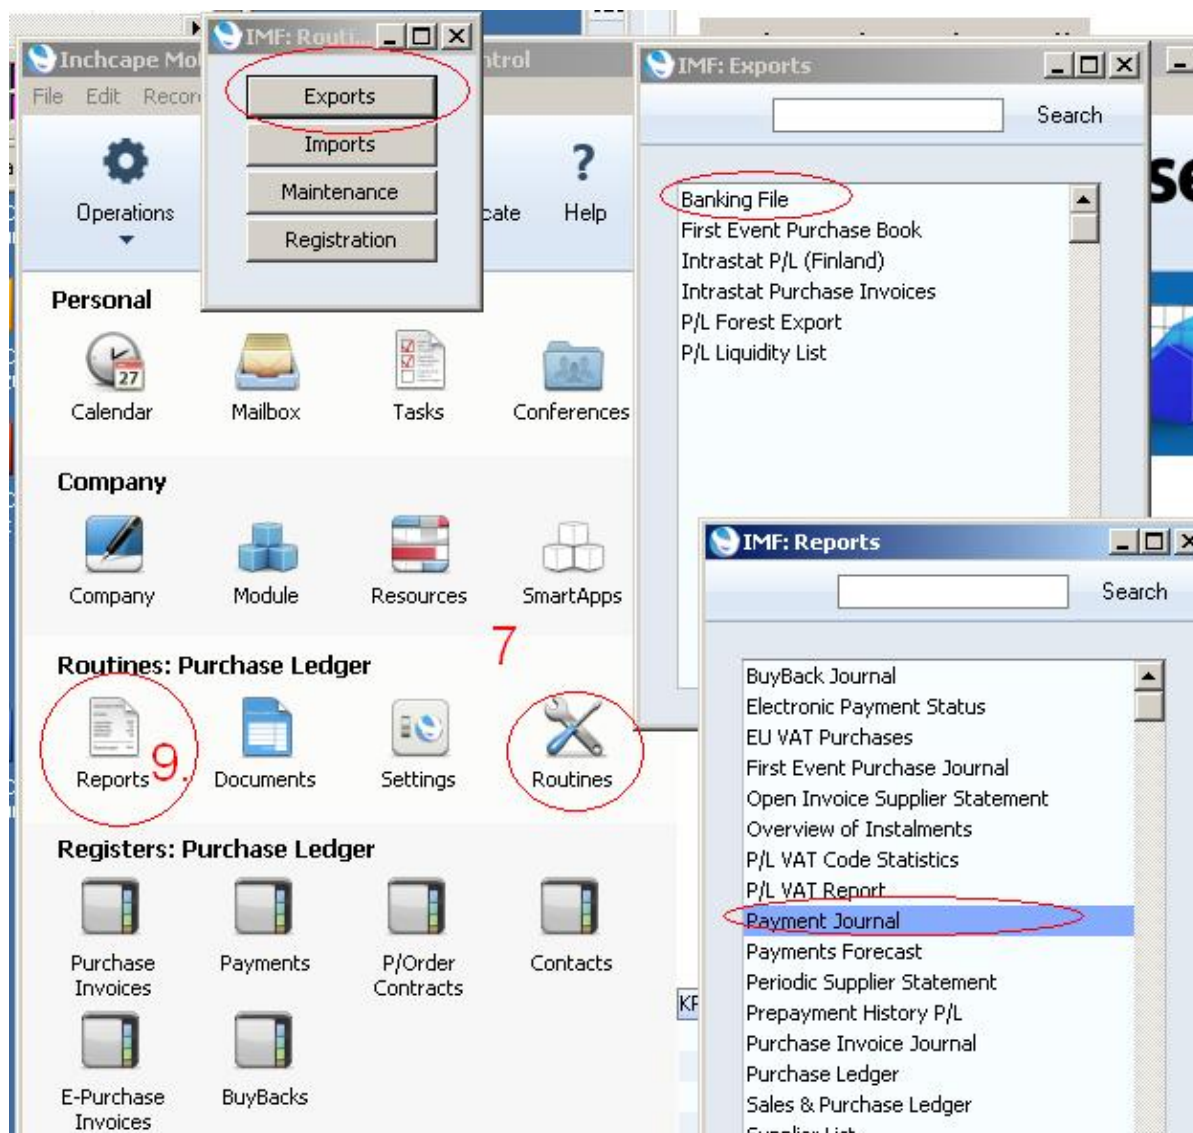 IMF: Routi...
Exports
Imports
Maintenance
Registration
Inchcape Mo
trol
File Edit Recor
Operations
cate
Help
IMF: Exports
Search
Banking File
First Event Purchase Book
Intrastat P/L (Finland)
Intrastat Purchase Invoices
P/L Forest Export
P/L Liquidity List
Se
Personal
27
Calendar
Mailbox
Tasks
Conferences
Company
Company
Module
Resources
SmartApps
7
Routines: Purchase Ledger
9.
Reports
Documents
Settings
Routines
Registers: Purchase Ledger
Purchase Invoices
Payments
P/Order Contracts
Contacts
E-Purchase Invoices
BuyBacks
IMF: Reports
Search
BuyBack Journal
Electronic Payment Status
EU VAT Purchases
First Event Purchase Journal
Open Invoice Supplier Statement
Overview of Instalments
P/L VAT Code Statistics
P/L VAT Report
Payment Journal
Payments Forecast
Periodic Supplier Statement
Prepayment History P/L
Purchase Invoice Journal
Purchase Ledger
Sales & Purchase Ledger
Supplier List